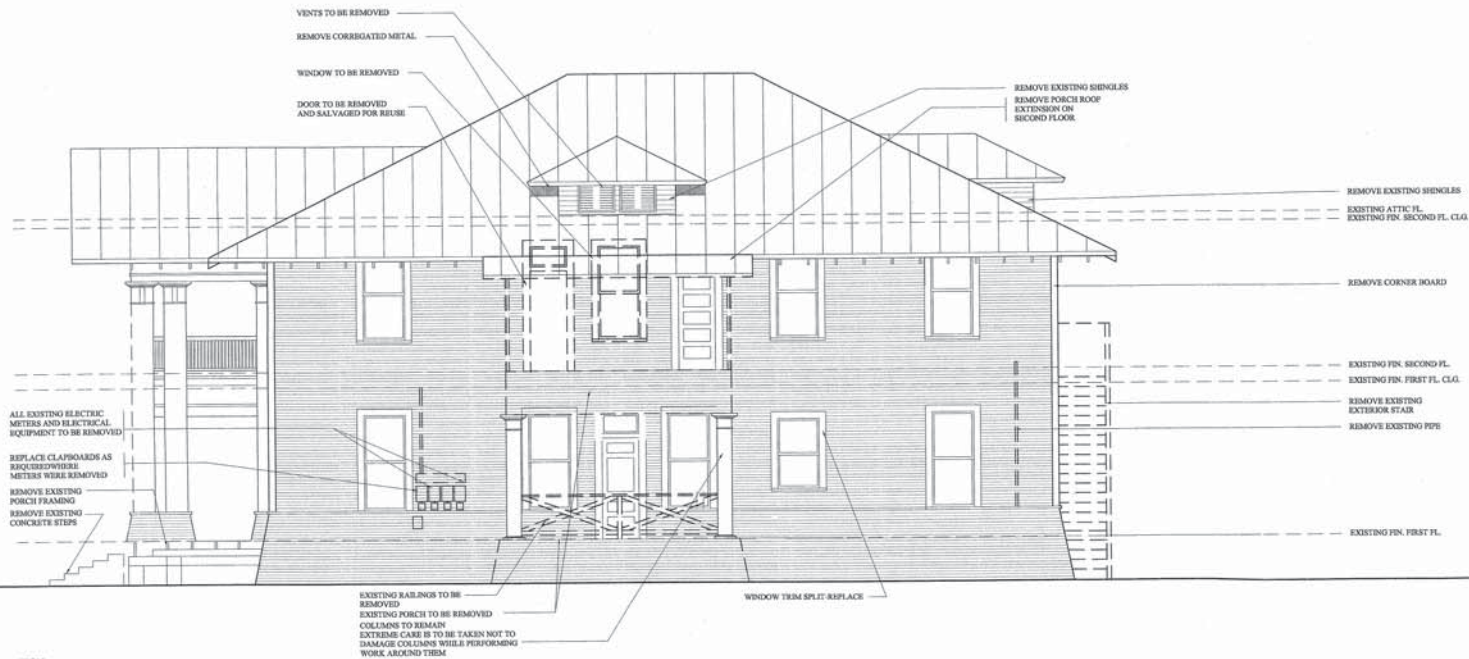 VENTS TO BE REMOVED
REMOVE CORREGATED METAL
WINDOW TO BE REMOVED
DOOR TO BE REMOVED
AND SALVAGED FOR REUSE
REMOVE EXISTING SHINGLES
REMOVE PORCH ROOF
EXTENSION ON
SECOND FLOOR
REMOVE EXISTING SHINGLES
EXISTING ATTIC FL.
EXISTING FIN. SECOND FL. CLG.
REMOVE CORNER BOARD
EXISTING FIN. SECOND FL.
EXISTING FIN. FIRST FL. CLG.
REMOVE EXISTING
EXTERIOR STAIR
REMOVE EXISTING PIPE
EXISTING FIN. FIRST FL.
ALL EXISTING ELECTRIC
METERS AND ELECTRICAL
EQUIPMENT TO BE REMOVED
REPLACE CLAPBOARDS AS
REQUIREDWHERE
METERS WERE REMOVED
REMOVE EXISTING
PORCH FRAMING
REMOVE EXISTING
CONCRETE STEPS
EXISTING RAILINGS TO BE
REMOVED
EXISTING PORCH TO BE REMOVED
COLUMNS TO REMAIN
EXTREME CARE IS TO BE TAKEN NOT TO
DAMAGE COLUMNS WHILE PERFORMING
WORK AROUND THEM
WINDOW TRIM SPLIT-REPLACE